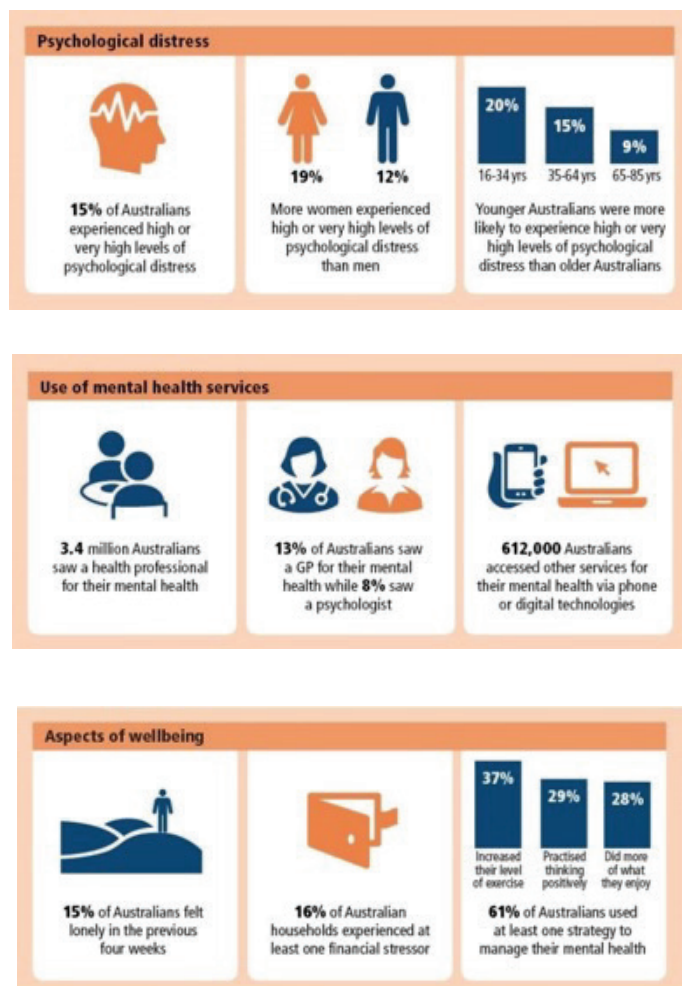 Psychological distress
15% of Australians
experienced high or
very high levels of
psychological distress
19% 12%
More women experienced
high or very high levels of
psychological distress
than men
20%
15%
9%
16-34 yrs 35-64 yrs 65-85 yrs
Younger Australians were more
likely to experience high or very
high levels of psychological
distress than older Australians
Use of mental health services
3.4 million Australians
saw a health professional
for their mental health
13% of Australians saw
a GP for their mental
health while 8% saw
a psychologist
612,000 Australians
accessed other services for
their mental health via phone
or digital technologies
Aspects of wellbeing
15% of Australians felt
lonely in the previous
four weeks
16% of Australian
households experienced at
least one financial stressor
37%
29%
28%
Increased
their level
of exercise
Practised
thinking
positively
Did more
of what
they enjoy
61% of Australians used
at least one strategy to
manage their mental health